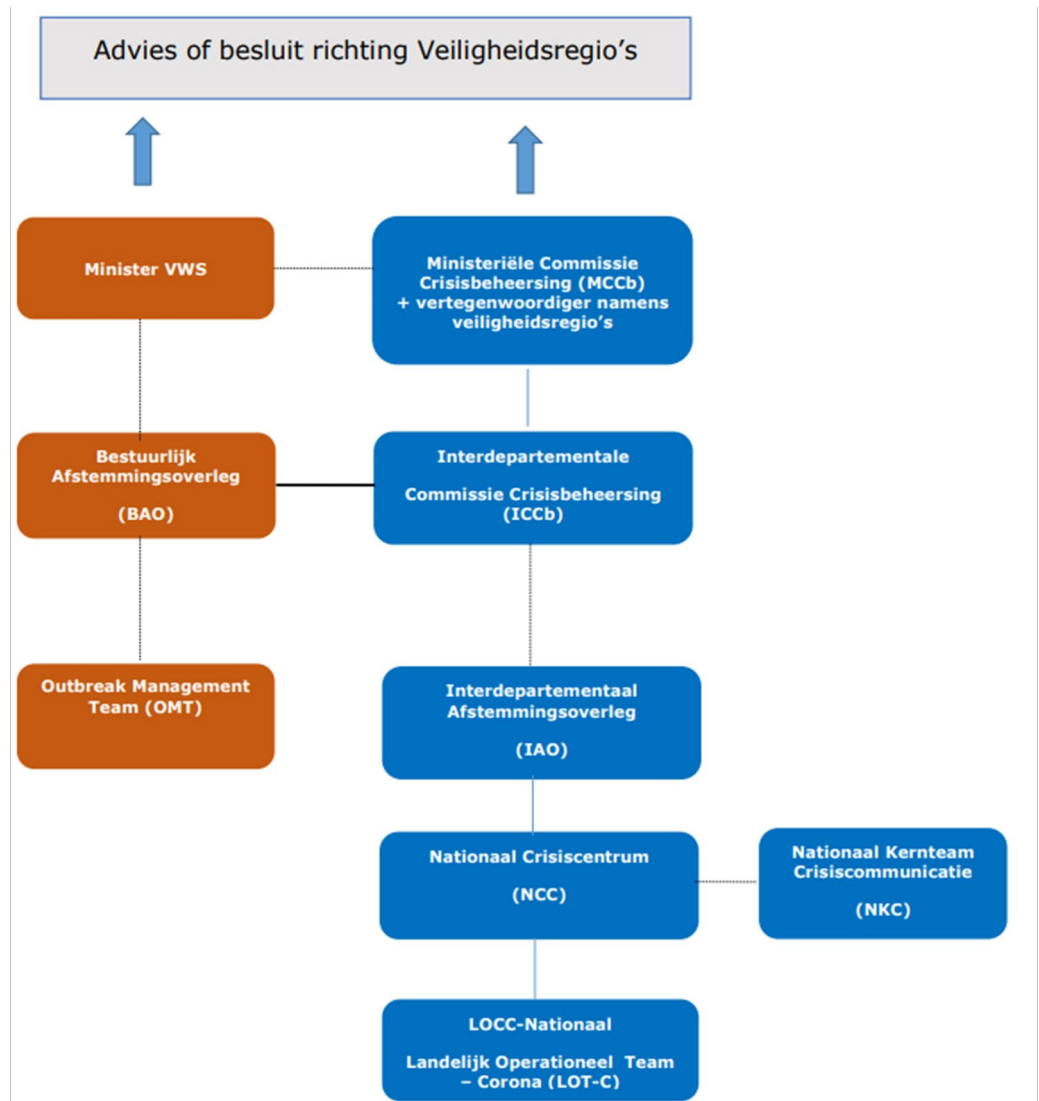 Advies of besluit richting Veiligheidsregio's
Minister VWS
Ministeriële Commissie
Crisisbeheersing (MCCb)
+ vertegenwoordiger namens
veiligheidsregio's
Bestuurlijk
Afstemmingsoverleg
(BAO)
Interdepartementale
Commissie Crisisbeheersing
(ICCb)
Outbreak Management
Team (OMT)
Interdepartementaal
Afstemmingsoverleg
(IAO)
Nationaal Crisiscentrum
(NCC)
Nationaal Kernteam
Crisiscommunicatie
(NKC)
LOCC-Nationaal
Landelijk Operationeel Team
– Corona (LOT-C)